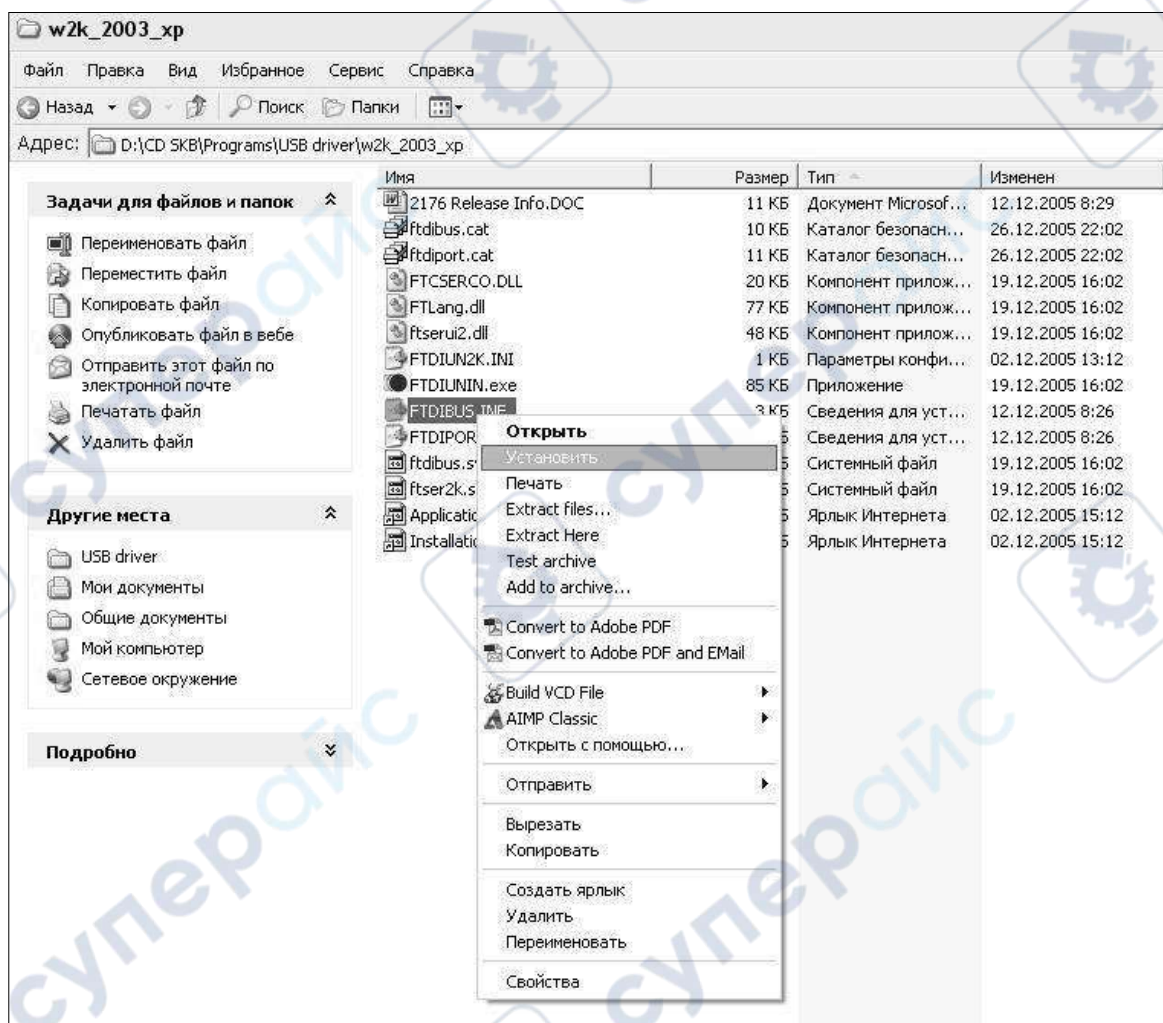 w2k_2003_xp
Файл Правка Вид Избранное Сервис Справка
Назад Поиск Папки
Адрес: D:\CD SKB\Programs\USB driver\w2k_2003_xp
Задачи для файлов и папок
Переименовать файл
Переместить файл
Копировать файл
Опубликовать файл в вебе
Отправить этот файл по
электронной почте
Печатать файл
Удалить файл
Другие места
USB driver
Мои документы
Общие документы
Мой компьютер
Сетевое окружение
Подробно
Имя Размер Тип Изменен
2176 Release Info.DOC 11 КБ Документ Microsof... 12.12.2005 8:29
ftdibus.cat 10 КБ Каталог безопасн... 26.12.2005 22:02
ftdiport.cat 11 КБ Каталог безопасн... 26.12.2005 22:02
FTCSERCO.DLL 20 КБ Компонент прилож... 19.12.2005 16:02
FTLang.dll 77 КБ Компонент прилож... 19.12.2005 16:02
ftserui2.dll 48 КБ Компонент прилож... 19.12.2005 16:02
FTDIUN2K.INI 1 КБ Параметры конфи... 02.12.2005 13:12
FTDIUNIN.exe 85 КБ Приложение 19.12.2005 16:02
FTDIBUS.INF 3 КБ Сведения для уст... 12.12.2005 8:26
FTDIPOR Сведения для уст... 12.12.2005 8:26
ftdibus.s Системный файл 19.12.2005 16:02
ftser2k.s Системный файл 19.12.2005 16:02
Applicatic Ярлык Интернета 02.12.2005 15:12
Installatic Ярлык Интернета 02.12.2005 15:12
Открыть
Установить
Печать
Extract files...
Extract Here
Test archive
Add to archive...
Convert to Adobe PDF
Convert to Adobe PDF and EMail
Build VCD File
AIMP Classic
Открыть с помощью...
Отправить
Вырезать
Копировать
Создать ярлык
Удалить
Переименовать
Свойства
суперайс
суперайс
суперайс
суперайс